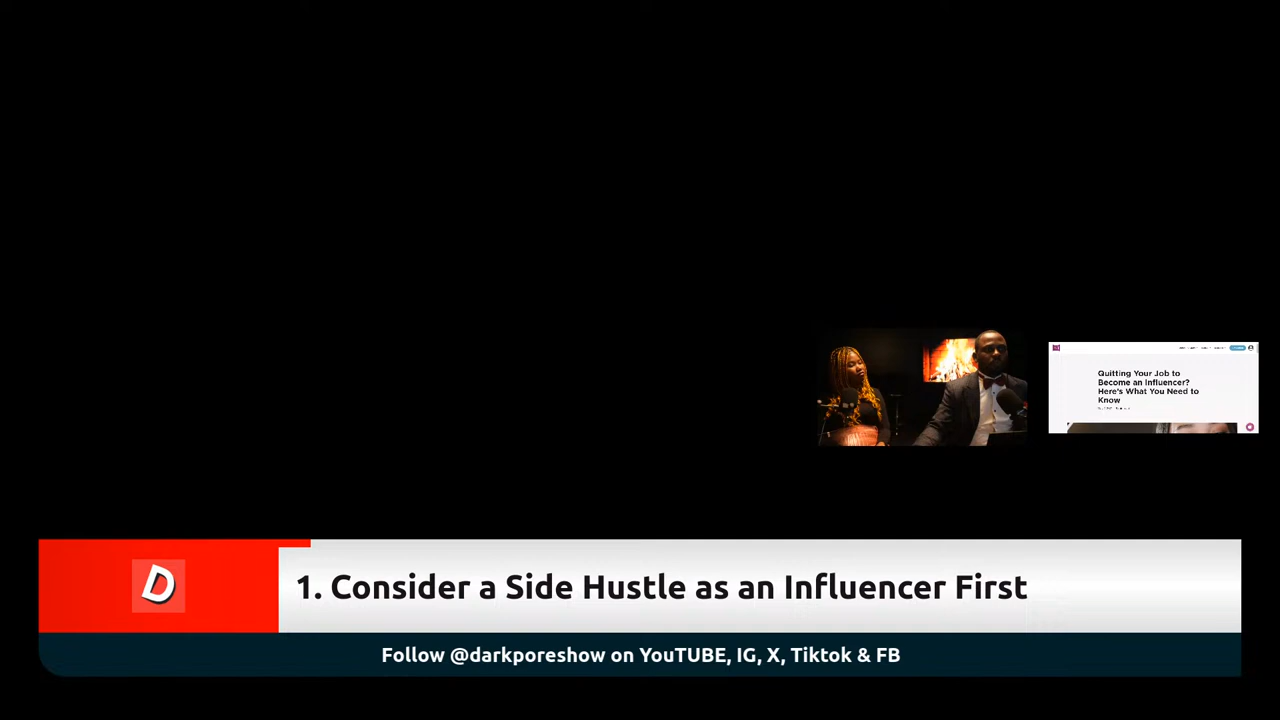 Quitting Your Job to
Become an Influencer?
Here's What You Need to
Know
D
1. Consider a Side Hustle as an Influencer First
Follow @darkporeshow on YouTUBE, IG, X, Tiktok & FB